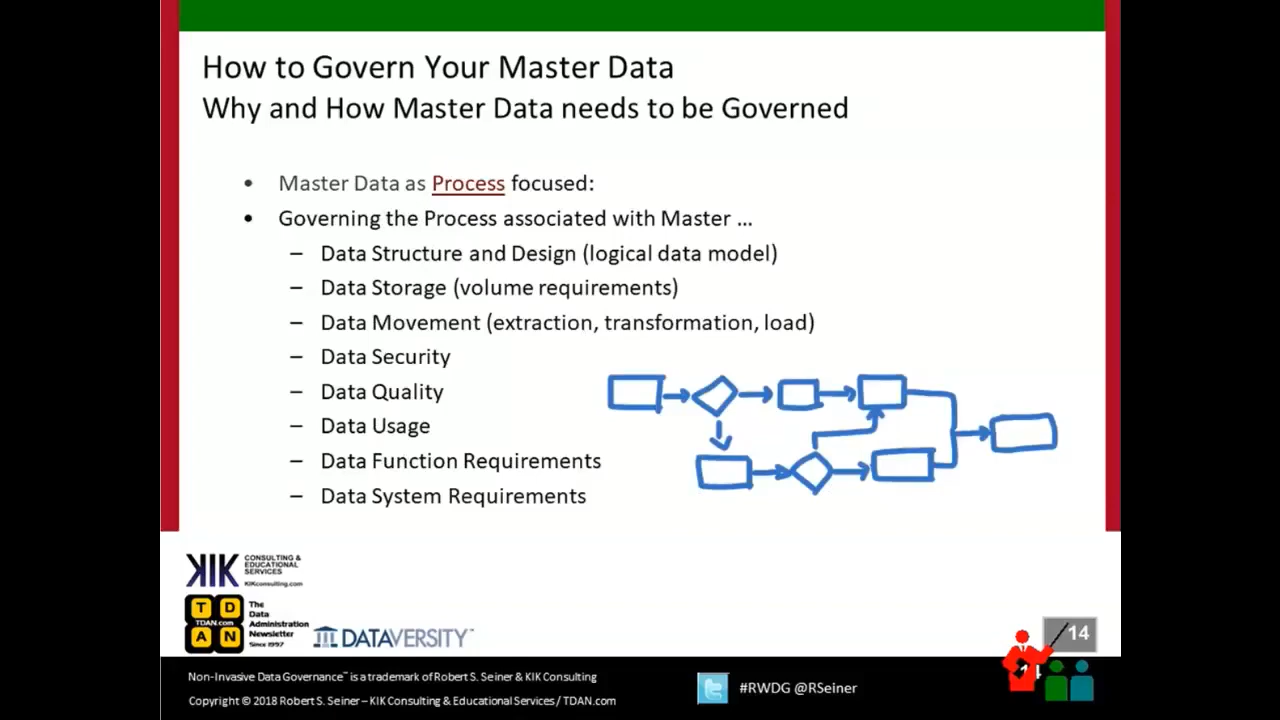 How to Govern Your Master Data
Why and How Master Data needs to be Governed
• Master Data as Process focused:
• Governing the Process associated with Master ...
– Data Structure and Design (logical data model)
– Data Storage (volume requirements)
– Data Movement (extraction, transformation, load)
– Data Security
– Data Quality
– Data Usage
– Data Function Requirements
– Data System Requirements
KIK CONSULTING & EDUCATIONAL SERVICES
KIKconsulting.com
TDAN
TDAN.com
The Data Administration Newsletter
Since 1997
DATAVERSITY™
14
Non-Invasive Data Governance™ is a trademark of Robert S. Seiner & KIK Consulting
Copyright © 2018 Robert S. Seiner – KIK Consulting & Educational Services / TDAN.com
#RWDG @RSeiner